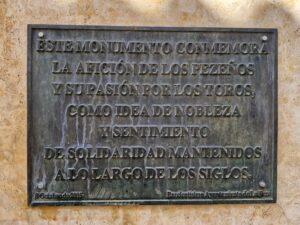 ESTE MONUMENTO CONMEMORA
LA AFICIÓN DE LOS PEZEÑOS
Y SU PASIÓN POR LOS TOROS,
COMO IDEA DE NOBLEZA
Y SENTIMIENTO
DE SOLIDARIDAD MANTENIDOS
A LO LARGO DE LOS SIGLOS.